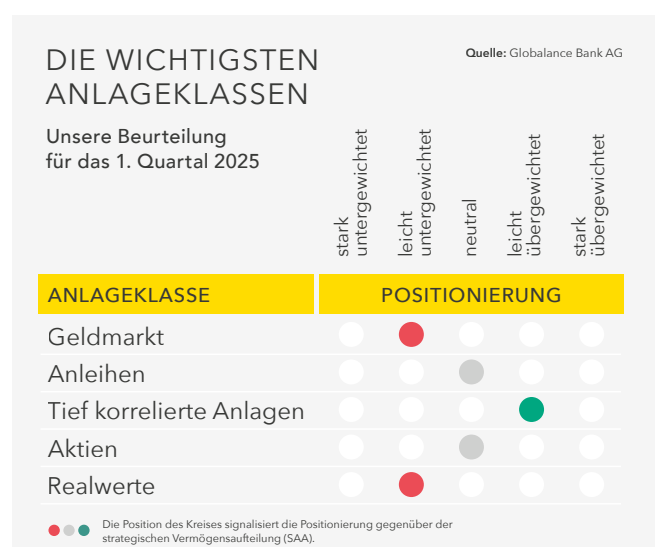 DIE WICHTIGSTEN
ANLAGEKLASSEN
Quelle: Globalance Bank AG
Unsere Beurteilung
für das 1. Quartal 2025
stark
untergewichtet
leicht
untergewichtet
neutral
leicht
übergewichtet
stark
übergewichtet
ANLAGEKLASSE POSITIONIERUNG
Geldmarkt
Anleihen
Tief korrelierte Anlagen
Aktien
Realwerte
Die Position des Kreises signalisiert die Positionierung gegenüber der
strategischen Vermögensaufteilung (SAA).